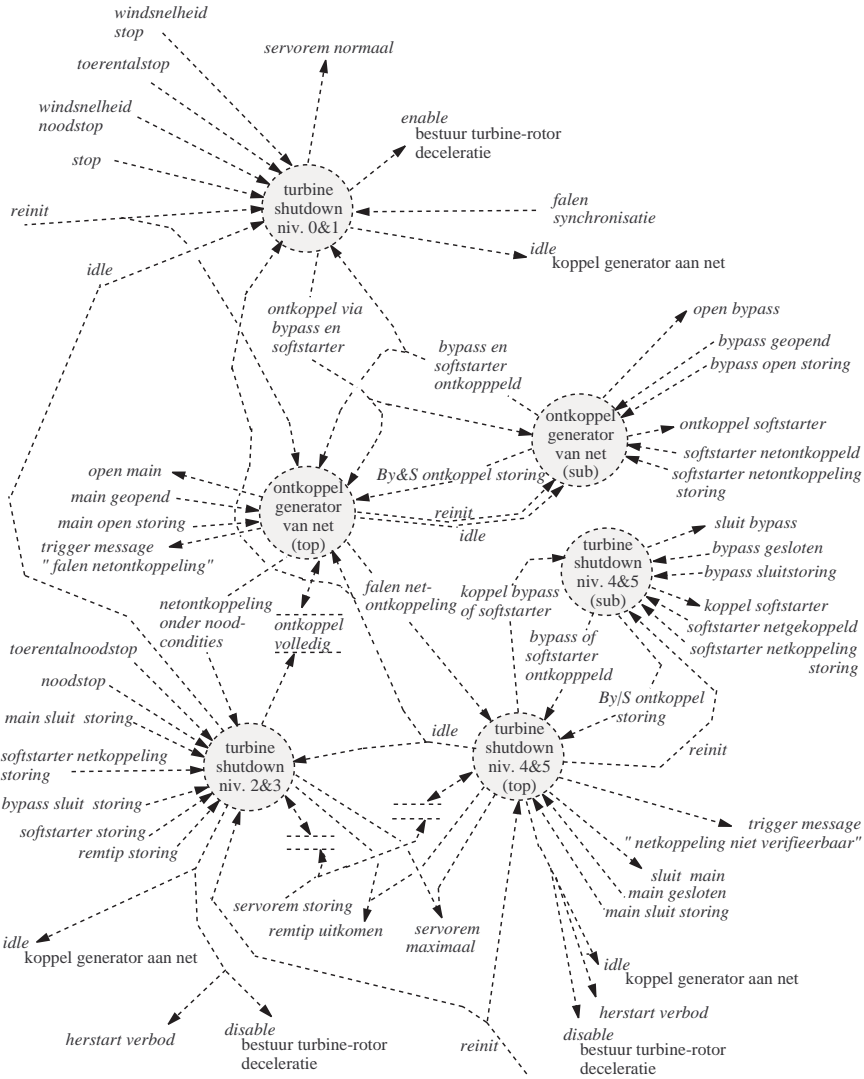 windsnelheid
stop
servorem normaal
toerentalstop
windsnelheid
noodstop
enable
bestuur turbine-rotor
deceleratie
stop
turbine
shutdown
niv. 0&1
reinit
falen
synchronisatie
idle
koppel generator aan net
idle
ontkoppel via
bypass en
softstarter
open bypass
bypass en
softstarter
ontkopppeld
bypass geopend
bypass open storing
ontkoppel
generator
van net
(sub)
ontkoppel softstarter
softstarter netontkoppeld
softstarter netontkoppeling
storing
By&S ontkoppel storing
open main
main geopend
main open storing
trigger message
" falen netontkoppeling"
ontkoppel
generator
van net
(top)
reinit
idle
sluit bypass
bypass gesloten
bypass sluitstoring
turbine
shutdown
niv. 4&5
(sub)
koppel softstarter
softstarter netgekoppeld
softstarter netkoppeling
storing
netontkoppeling
onder nood-
condities
ontkoppel
volledig
falen net-
ontkoppeling
koppel bypass
of softstarter
bypass of
softstarter
ontkopppeld
By|S ontkoppel
storing
reinit
toerentalnoodstop
noodstop
main sluit storing
softstarter netkoppeling
storing
bypass sluit storing
softstarter storing
remtip storing
turbine
shutdown
niv. 2&3
idle
turbine
shutdown
niv. 4&5
(top)
trigger message
" netkoppeling niet verifieerbaar"
sluit main
main gesloten
main sluit storing
servorem storing
remtip uitkomen
servorem
maximaal
idle
koppel generator aan net
idle
koppel generator aan net
herstart verbod
herstart verbod
disable
bestuur turbine-rotor
deceleratie
reinit
disable
bestuur turbine-rotor
deceleratie